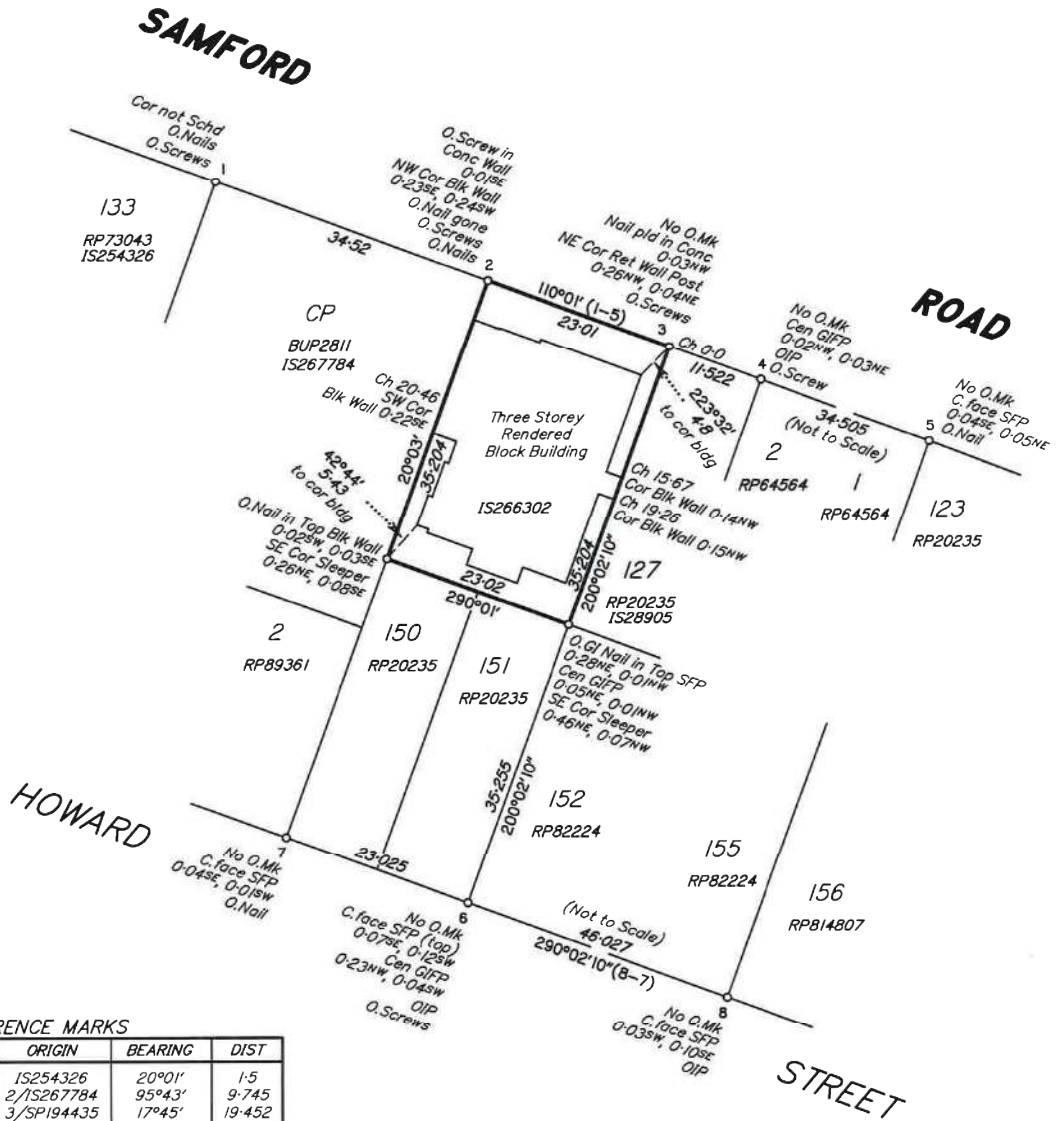 SAMFORD
Cor not Schd
O.Nails
O.Screws
1
133
RP73043
IS254326
34·52
O.Screw in
Conc Wall
0·01SE
NW Cor Blk Wall
0·23SE, 0·24SW
O.Nail gone
O.Screws
O.Nails
2
110°01' (1-5)
23·01
No O.Mk
Nail pld in Conc
0·03NW
NE Cor Ret Wall Post
0·26NW, 0·04NE
O.Screws
3
Ch 0·0
11·522
ROAD
No O.Mk
Cen GIFP
0·02NW, 0·03NE
OIP
O.Screw
4
34·505
(Not to Scale)
No O.Mk
C. face SFP
0·04SE, 0·05NE
O.Nail
5
CP
BUP2811
IS267784
Ch 20·46
SW Cor
Blk Wall 0·22SE
20°03'
35·204
Three Storey
Rendered
Block Building
IS266302
223°32'
4·8
to cor bldg
2
RP64564
1
RP64564
123
RP20235
Ch 15·67
Cor Blk Wall 0·14NW
Ch 19·26
Cor Blk Wall 0·15NW
42°44'
5·43
to cor bldg
O.Nail in Top Blk Wall
0·02SW, 0·03SE
SE Cor Sleeper
0·26NE, 0·08SE
35·204
200°02'10"
127
RP20235
IS28905
23·02
290°01'
2
RP89361
150
RP20235
151
RP20235
O.GI Nail in Top SFP
0·28NE, 0·01NW
Cen GIFP
0·05NE, 0·01NW
SE Cor Sleeper
0·46NE, 0·07NW
35·255
200°02'10"
152
RP82224
155
RP82224
156
RP814807
HOWARD
7
No O.Mk
C.face SFP
0·04SE, 0·01SW
O.Nail
23·025
6
No O.Mk
C.face SFP (top)
0·07SE, 0·12SW
Cen GIFP
0·23NW, 0·04SW
OIP
O.Screws
(Not to Scale)
46·027
290°02'10"(8-7)
8
No O.Mk
C.face SFP
0·03SW, 0·10SE
OIP
STREET
RENCE MARKS
ORIGIN BEARING DIST
IS254326 20°01' 1·5
2/IS267784 95°43' 9·745
3/SP194435 17°45' 19·452